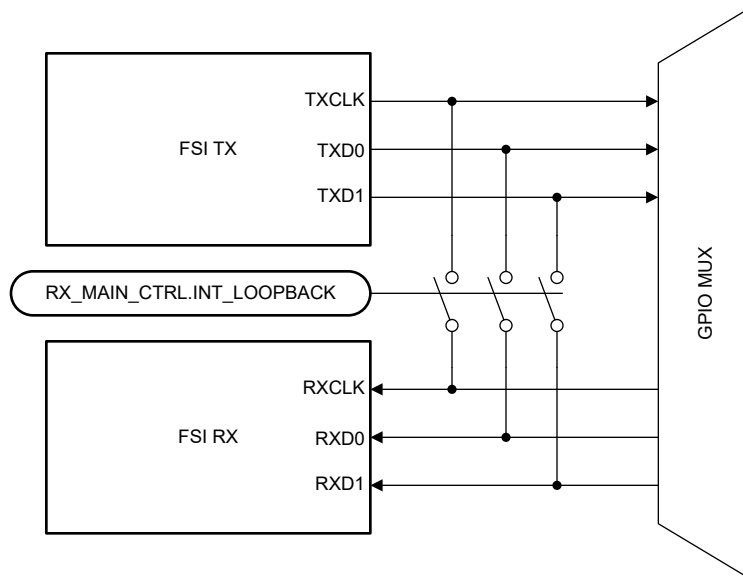 TXCLK
FSI TX
TXD0
TXD1
RX_MAIN_CTRL.INT_LOOPBACK
GPIO MUX
RXCLK
FSI RX
RXD0
RXD1